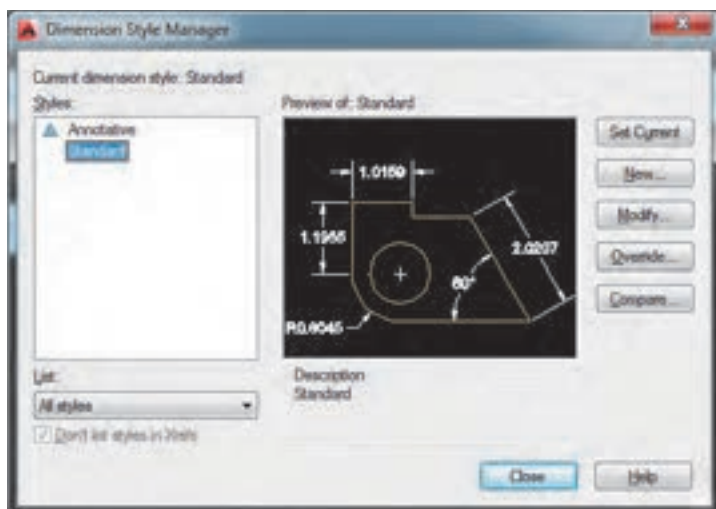 Dimension Style Manager
Current dimension style: Standard
Styles:
Annotative
Standard
Preview of: Standard
1.0159
1.1955
2.0207
60°
R0.8045
Set Current
New...
Modify...
Override...
Compare...
List:
All styles
Don't list styles in Xrefs
Description
Standard
Close
Help